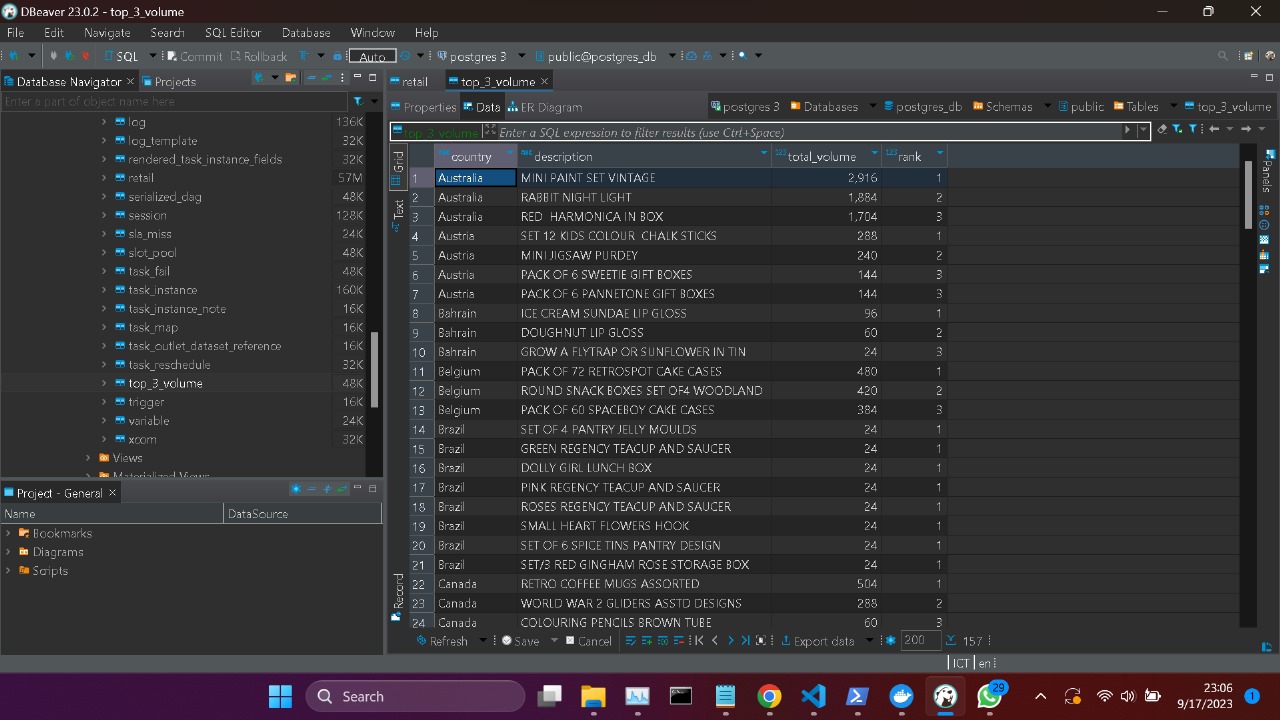 DBeaver 23.0.2 - top_3_volume
File Edit Navigate Search SQL Editor Database Window Help
SQL Commit Rollback Auto postgres 3 public@postgres_db
Database Navigator Projects
Enter a part of object name here
log 136K
log_template 32K
rendered_task_instance_fields 32K
retail 57M
serialized_dag 48K
session 128K
sla_miss 24K
slot_pool 48K
task_fail 48K
task_instance 160K
task_instance_note 16K
task_map 16K
task_outlet_dataset_reference 16K
task_reschedule 32K
top_3_volume 48K
trigger 16K
variable 24K
xcom 32K
Views
Materialized Views
Project - General
Name DataSource
Bookmarks
Diagrams
Scripts
retail top_3_volume
Properties Data ER Diagram postgres 3 Databases postgres_db Schemas public Tables top_3_volume
top_3_volume Enter a SQL expression to filter results (use Ctrl+Space)
Grid
Text
Record
Panels
country description total_volume rank
1 Australia MINI PAINT SET VINTAGE 2,916 1
2 Australia RABBIT NIGHT LIGHT 1,884 2
3 Australia RED  HARMONICA IN BOX 1,704 3
4 Austria SET 12 KIDS COLOUR  CHALK STICKS 288 1
5 Austria MINI JIGSAW PURDEY 240 2
6 Austria PACK OF 6 SWEETIE GIFT BOXES 144 3
7 Austria PACK OF 6 PANNETONE GIFT BOXES 144 3
8 Bahrain ICE CREAM SUNDAE LIP GLOSS 96 1
9 Bahrain DOUGHNUT LIP GLOSS 60 2
10 Bahrain GROW A FLYTRAP OR SUNFLOWER IN TIN 24 3
11 Belgium PACK OF 72 RETROSPOT CAKE CASES 480 1
12 Belgium ROUND SNACK BOXES SET OF4 WOODLAND 420 2
13 Belgium PACK OF 60 SPACEBOY CAKE CASES 384 3
14 Brazil SET OF 4 PANTRY JELLY MOULDS 24 1
15 Brazil GREEN REGENCY TEACUP AND SAUCER 24 1
16 Brazil DOLLY GIRL LUNCH BOX 24 1
17 Brazil PINK REGENCY TEACUP AND SAUCER 24 1
18 Brazil ROSES REGENCY TEACUP AND SAUCER 24 1
19 Brazil SMALL HEART FLOWERS HOOK 24 1
20 Brazil SET OF 6 SPICE TINS PANTRY DESIGN 24 1
21 Brazil SET/3 RED GINGHAM ROSE STORAGE BOX 24 1
22 Canada RETRO COFFEE MUGS ASSORTED 504 1
23 Canada WORLD WAR 2 GLIDERS ASSTD DESIGNS 288 2
24 Canada COLOURING PENCILS BROWN TUBE 60 3
Refresh Save Cancel Export data 200 157
ICT en
Search 29 23:06
9/17/2023 1